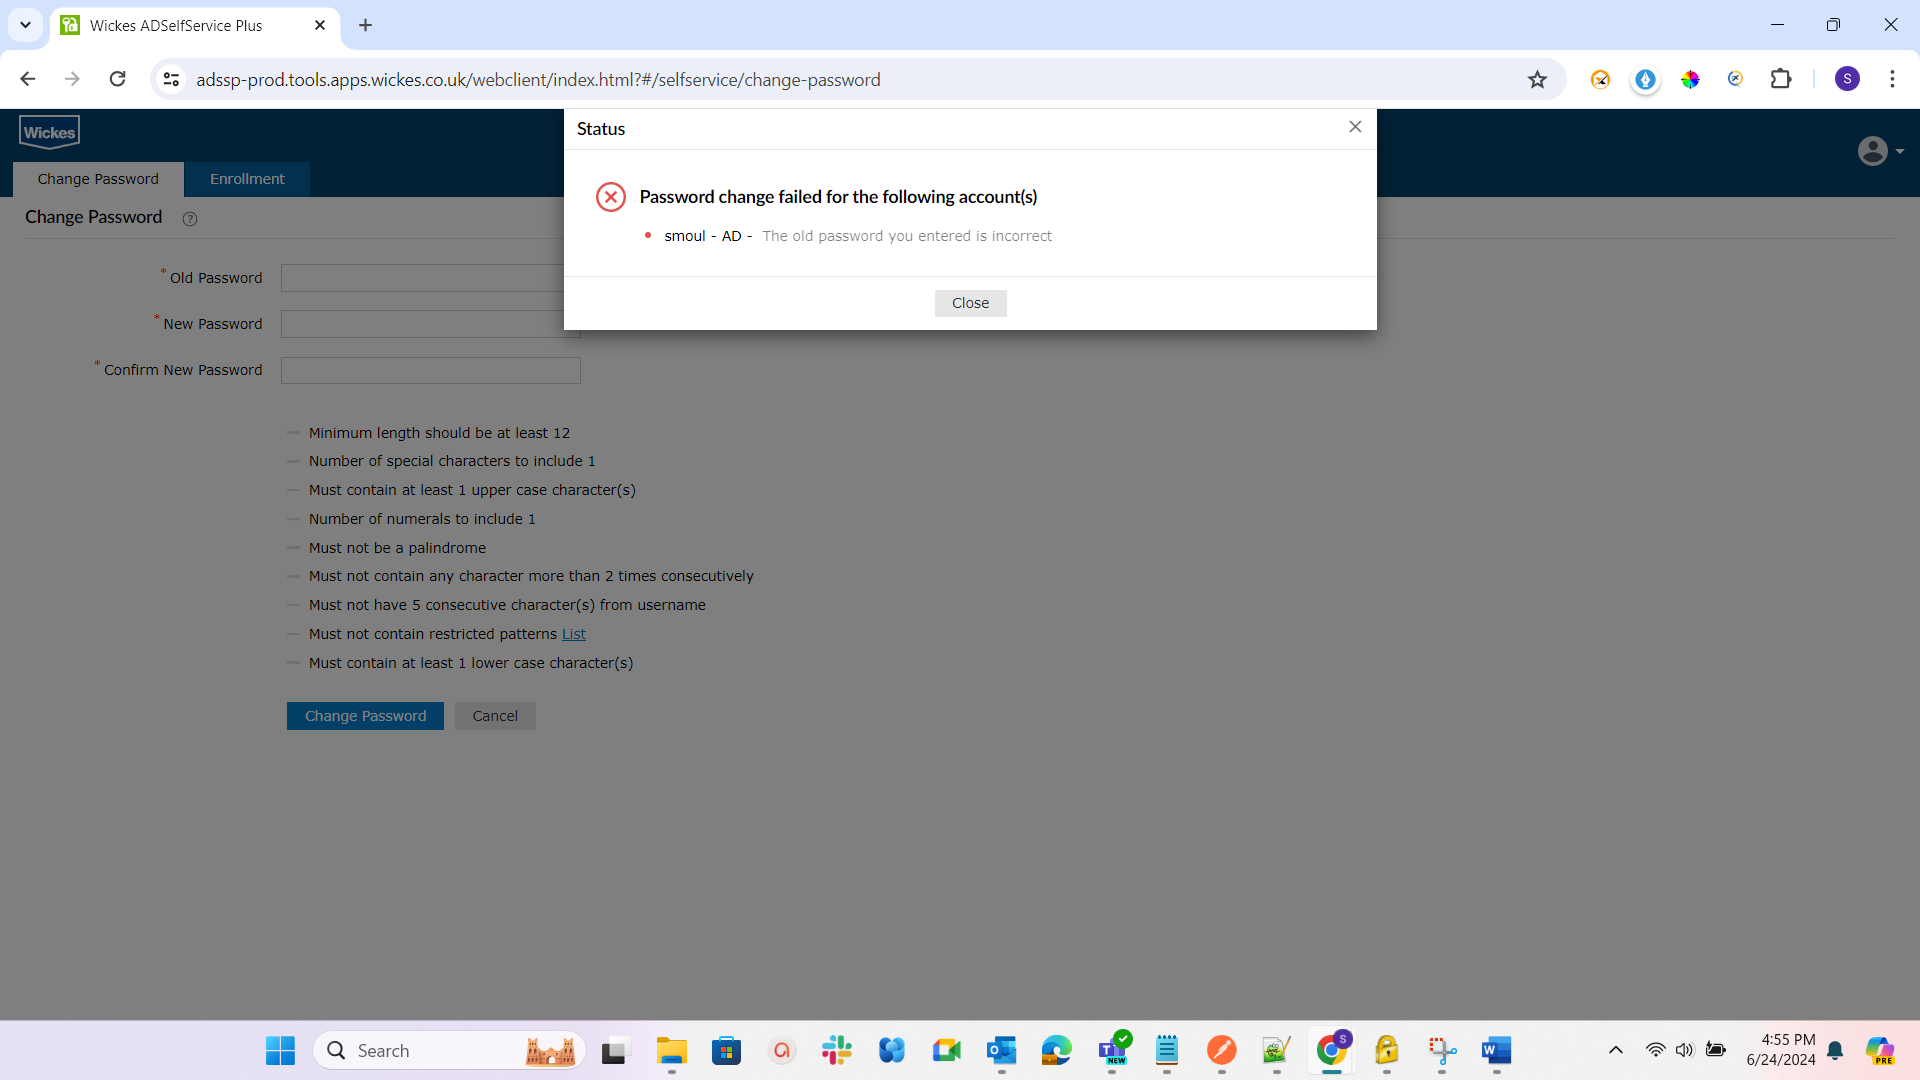 Wickes ADSelfService Plus
adssp-prod.tools.apps.wickes.co.uk/webclient/index.html?#/selfservice/change-password
S
Wickes
Status
Change Password
Enrollment
Password change failed for the following account(s)
smoul - AD - The old password you entered is incorrect
Close
Change Password
* Old Password
* New Password
* Confirm New Password
Minimum length should be at least 12
Number of special characters to include 1
Must contain at least 1 upper case character(s)
Number of numerals to include 1
Must not be a palindrome
Must not contain any character more than 2 times consecutively
Must not have 5 consecutive character(s) from username
Must not contain restricted patterns List
Must contain at least 1 lower case character(s)
Change Password
Cancel
Search
NEW
S
4:55 PM
6/24/2024
PRE